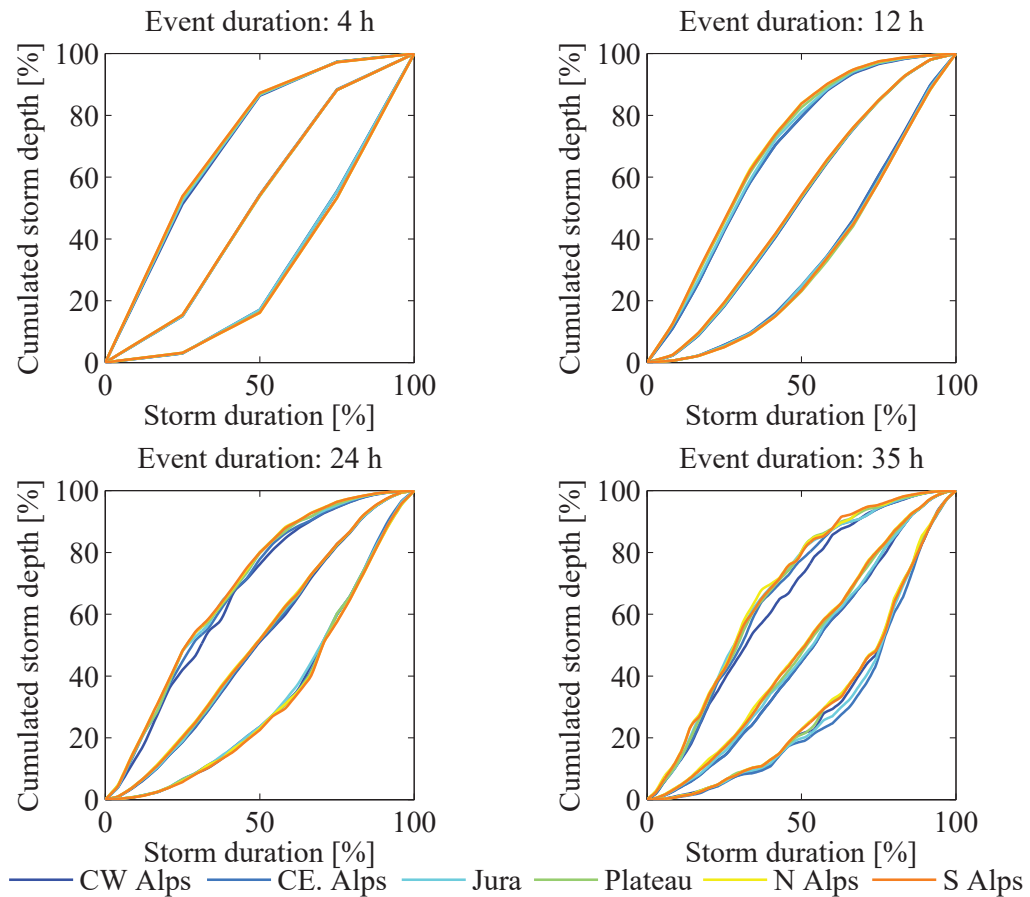 Event duration: 4 h
Cumulated storm depth [%]
100
80
60
40
20
0
0 50 100
Storm duration [%]
Event duration: 12 h
Cumulated storm depth [%]
100
80
60
40
20
0
0 50 100
Storm duration [%]
Event duration: 24 h
Cumulated storm depth [%]
100
80
60
40
20
0
0 50 100
Storm duration [%]
Event duration: 35 h
Cumulated storm depth [%]
100
80
60
40
20
0
0 50 100
Storm duration [%]
CW Alps CE. Alps Jura Plateau N Alps S Alps